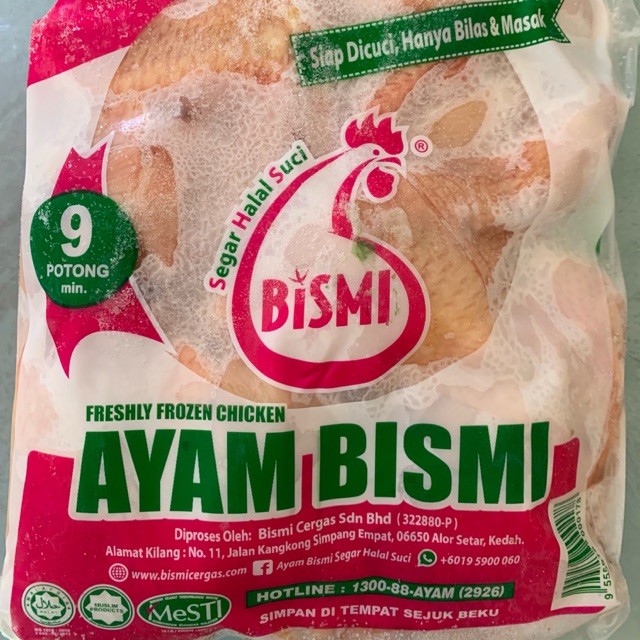 Siap Dicuci, Hanya Bilas & Masak
Segar Halal Suci
®
BiSMI
9
POTONG
min.
FRESHLY FROZEN CHICKEN
AYAM BISMI
Diproses Oleh: Bismi Cergas Sdn Bhd (322880-P)
Alamat Kilang : No. 11, Jalan Kangkong Simpang Empat, 06650 Alor Setar, Kedah.
www.bismicergas.com f Ayam Bismi Segar Halal Suci +6019 5900 060
HOTLINE : 1300-88-AYAM (2926)
SIMPAN DI TEMPAT SEJUK BEKU
HALAL
MUSLIM
PRODUCTS
MeSTI